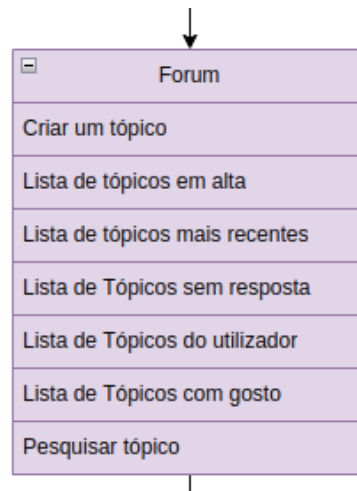 Forum
Criar um tópico
Lista de tópicos em alta
Lista de tópicos mais recentes
Lista de Tópicos sem resposta
Lista de Tópicos do utilizador
Lista de Tópicos com gosto
Pesquisar tópico